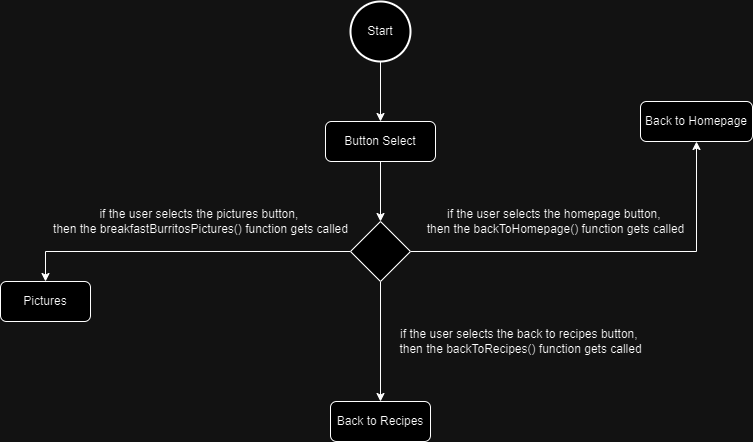 Start
Button Select
Back to Homepage
if the user selects the pictures button,
then the breakfastBurritosPictures() function gets called
if the user selects the homepage button,
then the backToHomepage() function gets called
Pictures
if the user selects the back to recipes button,
then the backToRecipes() function gets called
Back to Recipes